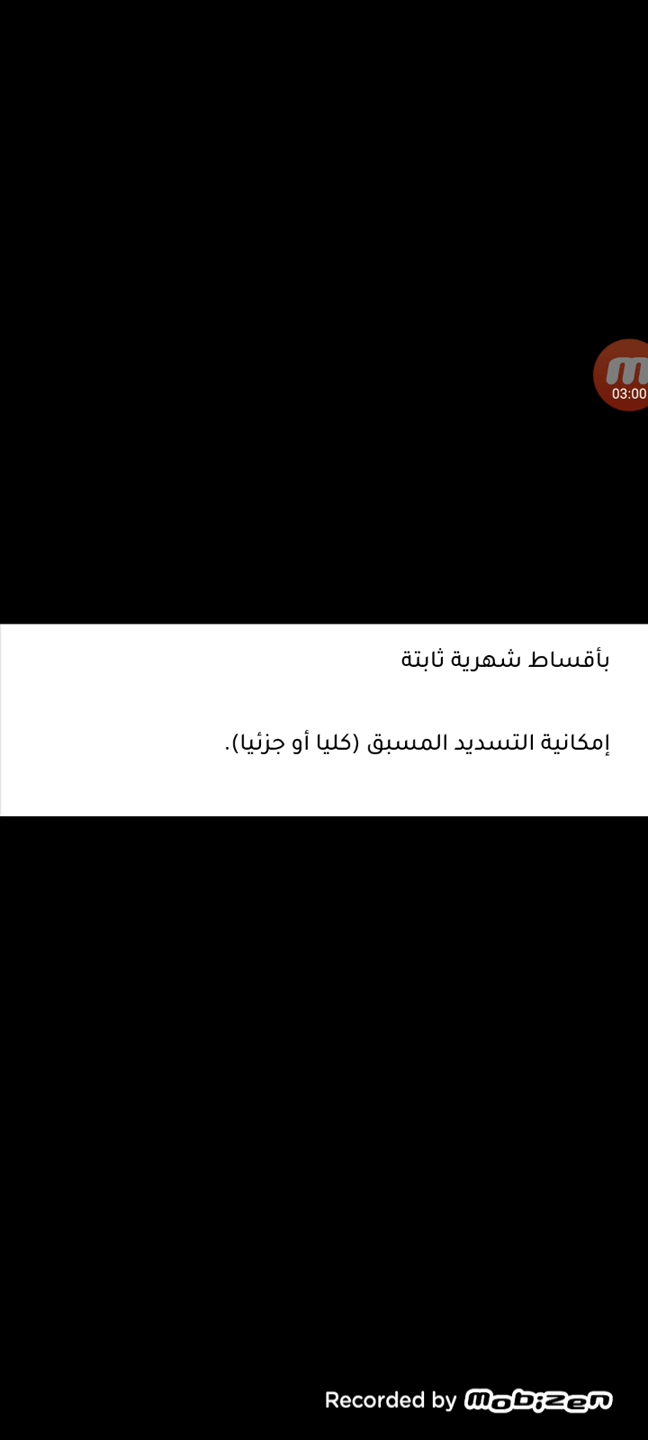 m
03:00
بأقساط شهرية ثابتة
إمكانية التسديد المسبق (كليا أو جزئيا).
Recorded by mobizen